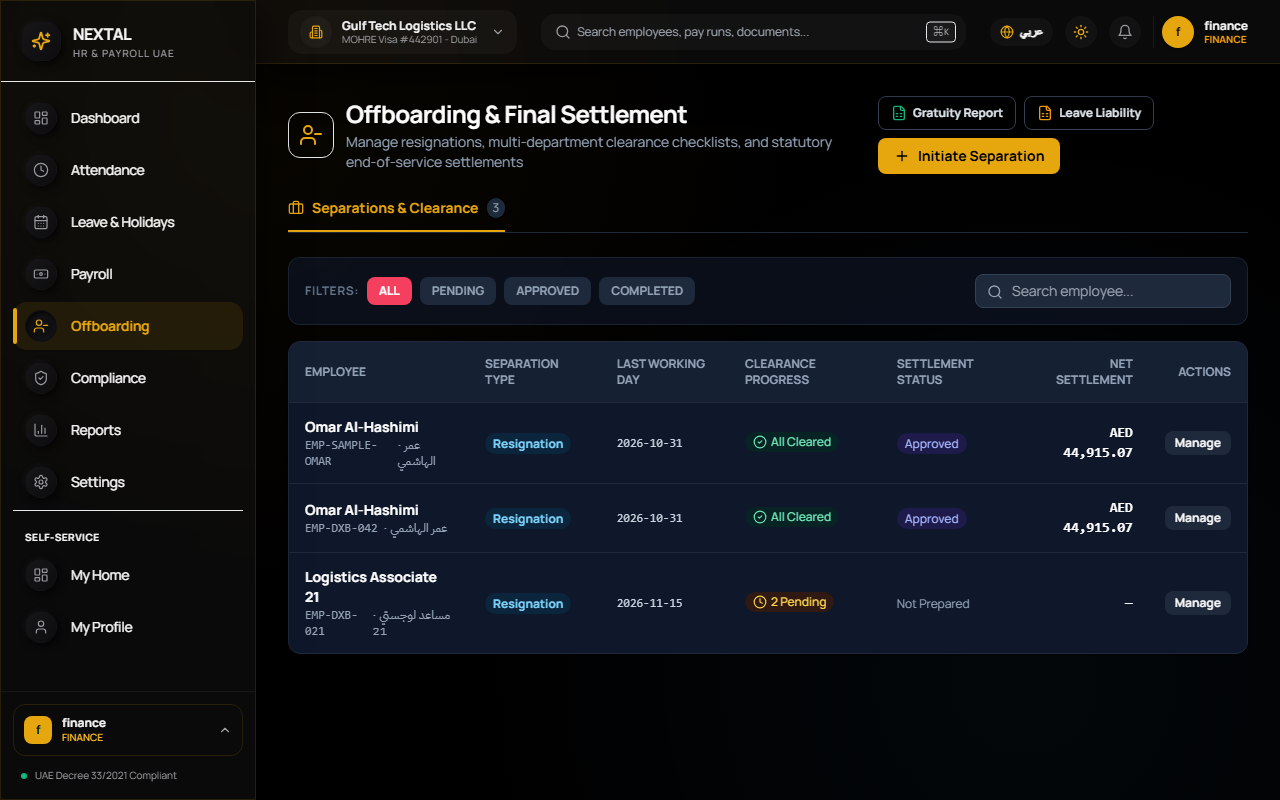 NEXTAL
HR & PAYROLL UAE
Dashboard
Attendance
Leave & Holidays
Payroll
Offboarding
Compliance
Reports
Settings
SELF-SERVICE
My Home
My Profile
f
finance
FINANCE
UAE Decree 33/2021 Compliant
Gulf Tech Logistics LLC
MOHRE Visa #442901 - Dubai
Search employees, pay runs, documents...
⌘K
عربي
f
finance
FINANCE
Offboarding & Final Settlement
Manage resignations, multi-department clearance checklists, and statutory
end-of-service settlements
Gratuity Report
Leave Liability
+ Initiate Separation
Separations & Clearance 3
FILTERS: ALL PENDING APPROVED COMPLETED
Search employee...
EMPLOYEE
SEPARATION
TYPE
LAST WORKING
DAY
CLEARANCE
PROGRESS
SETTLEMENT
STATUS
NET
SETTLEMENT
ACTIONS
Omar Al-Hashimi
EMP-SAMPLE-
OMAR
· عمر
الهاشمي
Resignation
2026-10-31
All Cleared
Approved
AED
44,915.07
Manage
Omar Al-Hashimi
EMP-DXB-042 · عمر الهاشمي
Resignation
2026-10-31
All Cleared
Approved
AED
44,915.07
Manage
Logistics Associate
21
EMP-DXB-
021
· مساعد لوجستي
21
Resignation
2026-11-15
2 Pending
Not Prepared
—
Manage